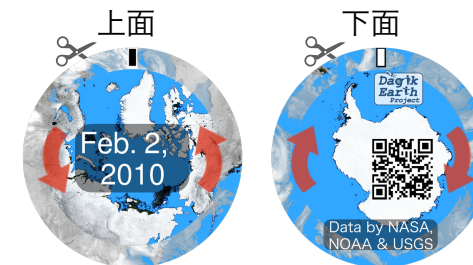 上面
下面
Feb. 2,
2010
Dagik
Earth
Project
Data by NASA,
NOAA & USGS